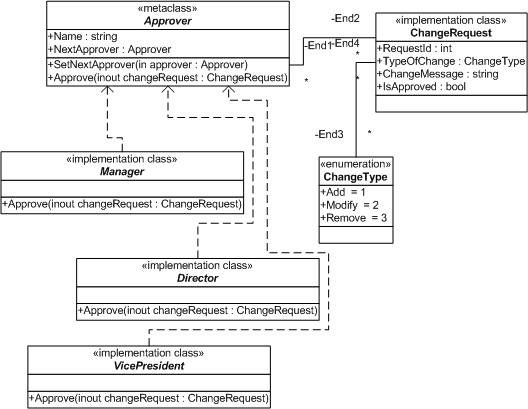 «metaclass»
Approver
+Name : string
+NextApprover : Approver
+SetNextApprover(in approver : Approver)
+Approve(inout changeRequest : ChangeRequest)
-End2
-End1
-End4
*
*
*
«implementation class»
ChangeRequest
+RequestId : int
+TypeOfChange : ChangeType
+ChangeMessage : string
+IsApproved : bool
-End3
*
«enumeration»
ChangeType
+Add = 1
+Modify = 2
+Remove = 3
«implementation class»
Manager
+Approve(inout changeRequest : ChangeRequest)
«implementation class»
Director
+Approve(inout changeRequest : ChangeRequest)
«implementation class»
VicePresident
+Approve(inout changeRequest : ChangeRequest)